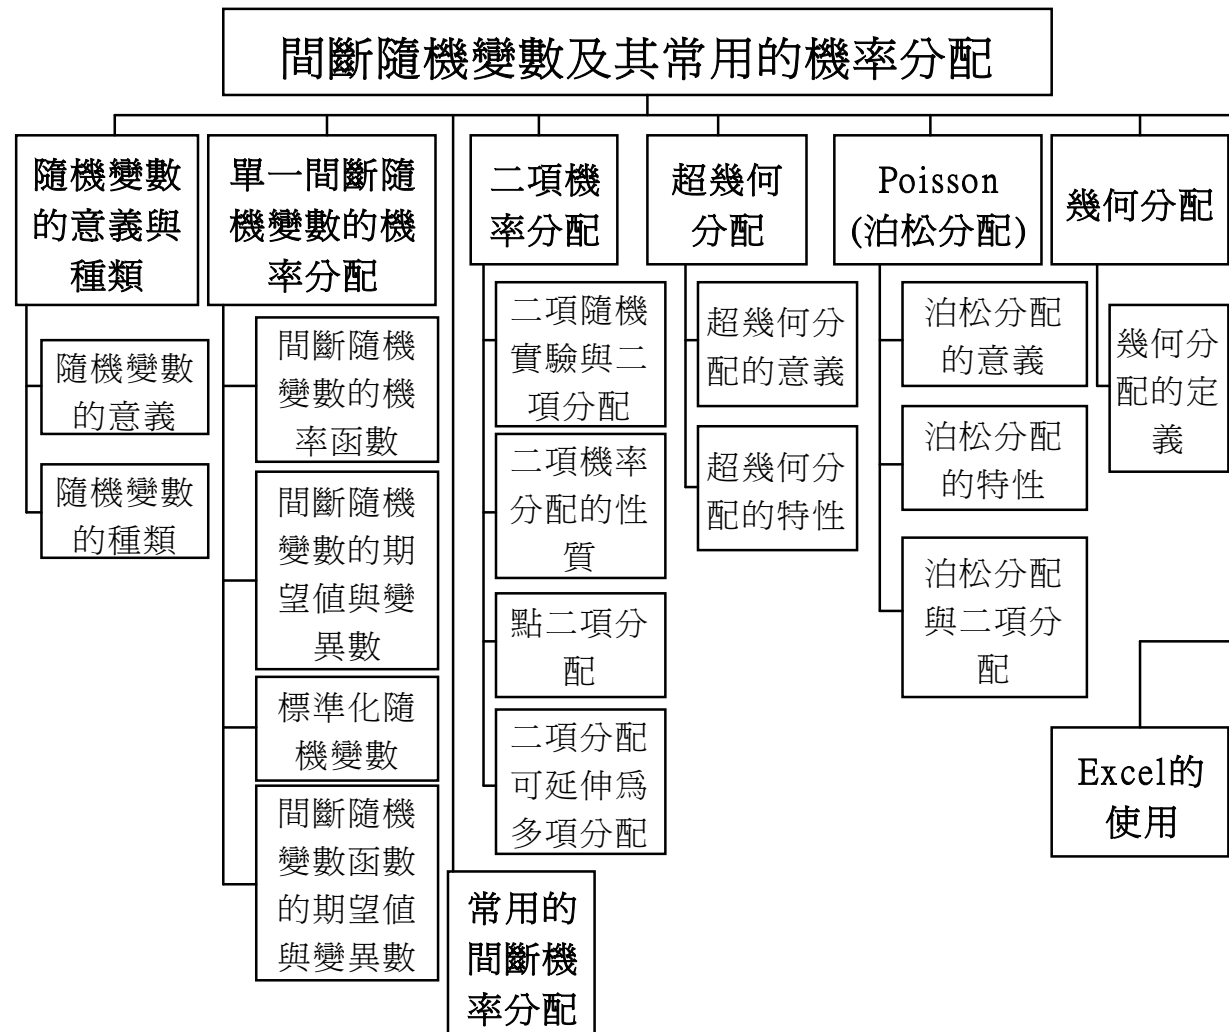 間斷隨機變數及其常用的機率分配
隨機變數
的意義與
種類
隨機變數
的意義
隨機變數
的種類
單一間斷隨
機變數的機
率分配
間斷隨機
變數的機
率函數
間斷隨機
變數的期
望值與變
異數
標準化隨
機變數
間斷隨機
變數函數
的期望值
與變異數
常用的
間斷機
率分配
二項機
率分配
二項隨機
實驗與二
項分配
二項機率
分配的性
質
點二項分
配
二項分配
可延伸爲
多項分配
超幾何
分配
超幾何分
配的意義
超幾何分
配的特性
Poisson
(泊松分配)
泊松分配
的意義
泊松分配
的特性
泊松分配
與二項分
配
幾何分配
幾何分
配的定
義
Excel的
使用